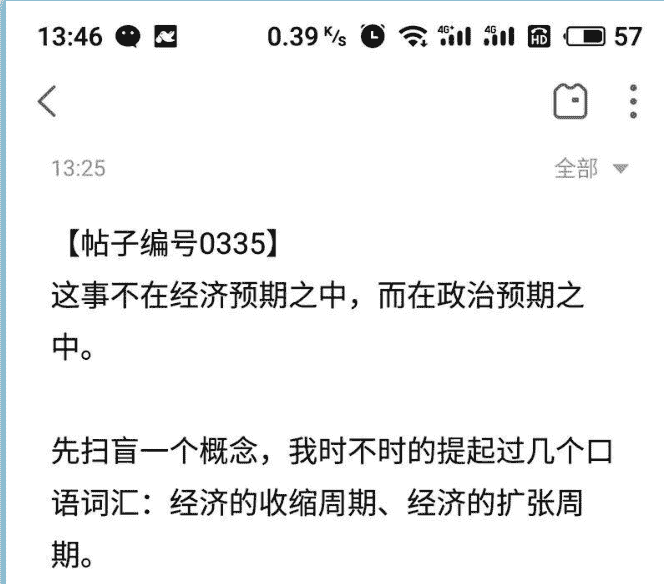 13:46 0.39 K/s 4G+ 4G HD 57
13:25 全部
【帖子编号0335】
这事不在经济预期之中，而在政治预期之
中。
先扫盲一个概念，我时不时的提起过几个口
语词汇：经济的收缩周期、经济的扩张周
期。